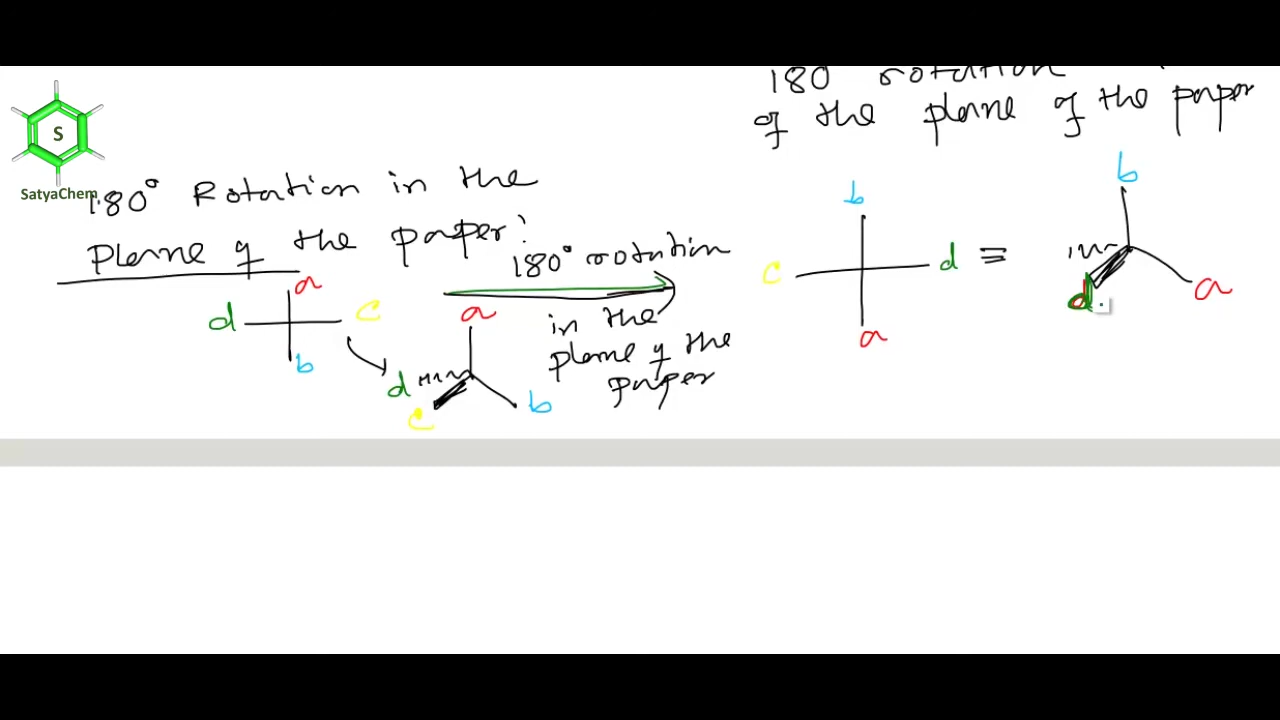 180 rotation
of the plane of the paper
S
SatyaChem
180° Rotation in the
plane of the paper:
180° rotation
in the
plane of the
paper
a
d c
b
a
d
c b
b
c d ≡
a
b
d a